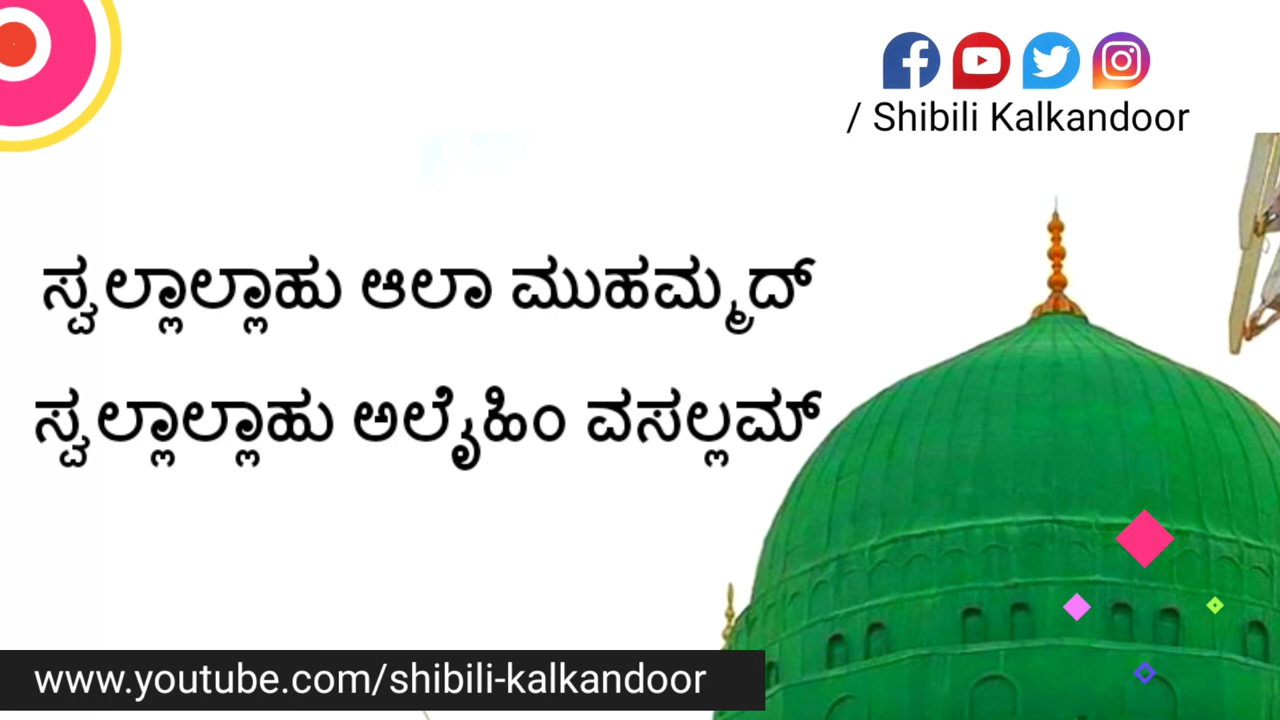 / Shibili Kalkandoor
ಸ್ವಲ್ಲಾಲ್ಲಾಹು ಆಲಾ ಮುಹಮ್ಮದ್
ಸ್ವಲ್ಲಾಲ್ಲಾಹು ಅಲೈಹಿಂ ವಸಲ್ಲಮ್
www.youtube.com/shibili-kalkandoor